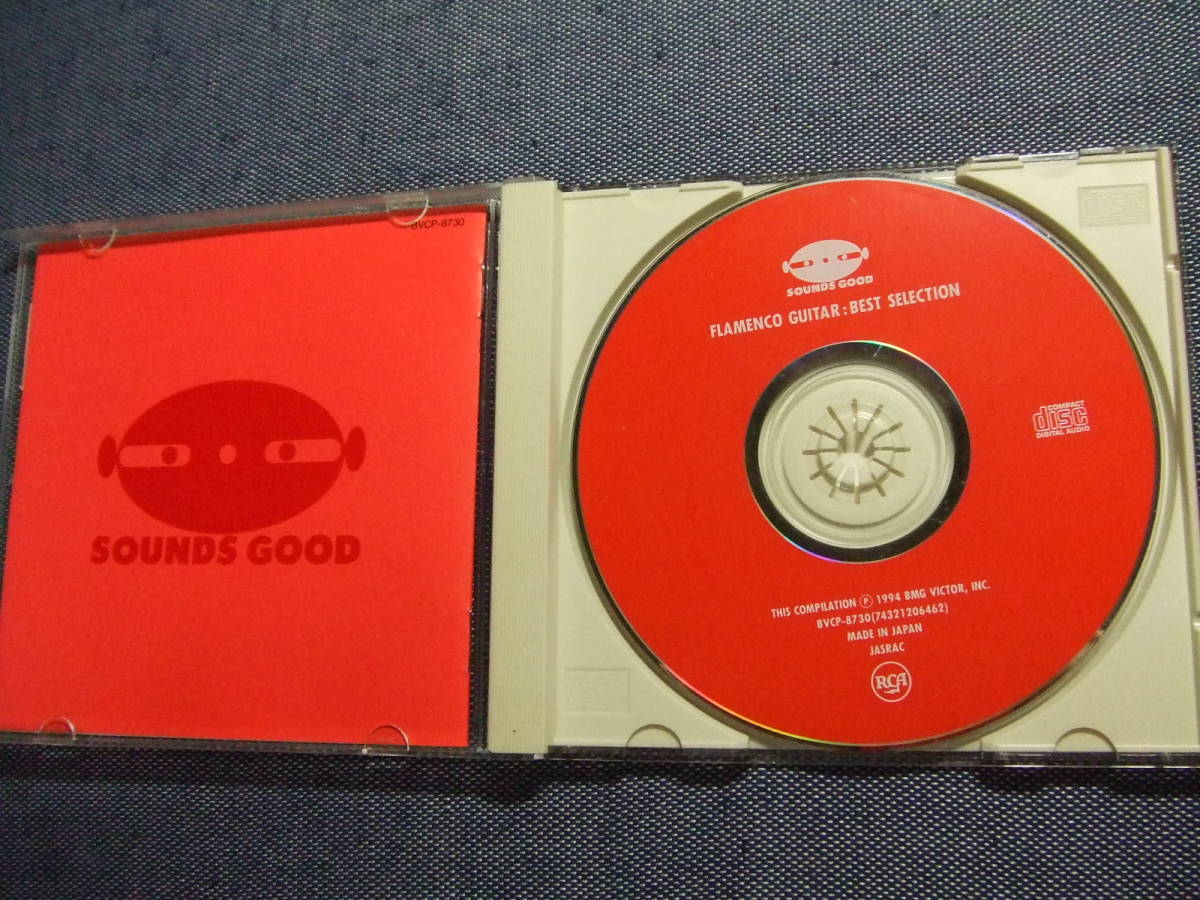 BVCP-8730
SOUNDS GOOD
SOUNDS GOOD
FLAMENCO GUITAR : BEST SELECTION
COMPACT
disc
DIGITAL AUDIO
THIS COMPILATION Ⓟ 1994 BMG VICTOR, INC.
BVCP-8730(74321206462)
MADE IN JAPAN
JASRAC
RCA